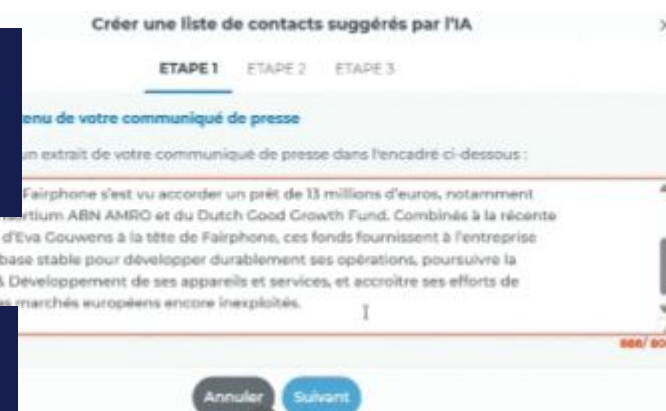 Créer une liste de contacts suggérés par l'IA
ETAPE 1 ETAPE 2 ETAPE 3
enu de votre communiqué de presse
un extrait de votre communiqué de presse dans l'encadré ci-dessous :
Fairphone s'est vu accorder un prêt de 13 millions d'euros, notamment
rtium ABN AMRO et du Dutch Good Growth Fund. Combinés à la récente
d'Eva Gouwens à la tête de Fairphone, ces fonds fournissent à l'entreprise
base stable pour développer durablement ses opérations, poursuivre la
& Développement de ses appareils et services, et accroître ses efforts de
es marchés européens encore inexploités.
Annuler Suivant